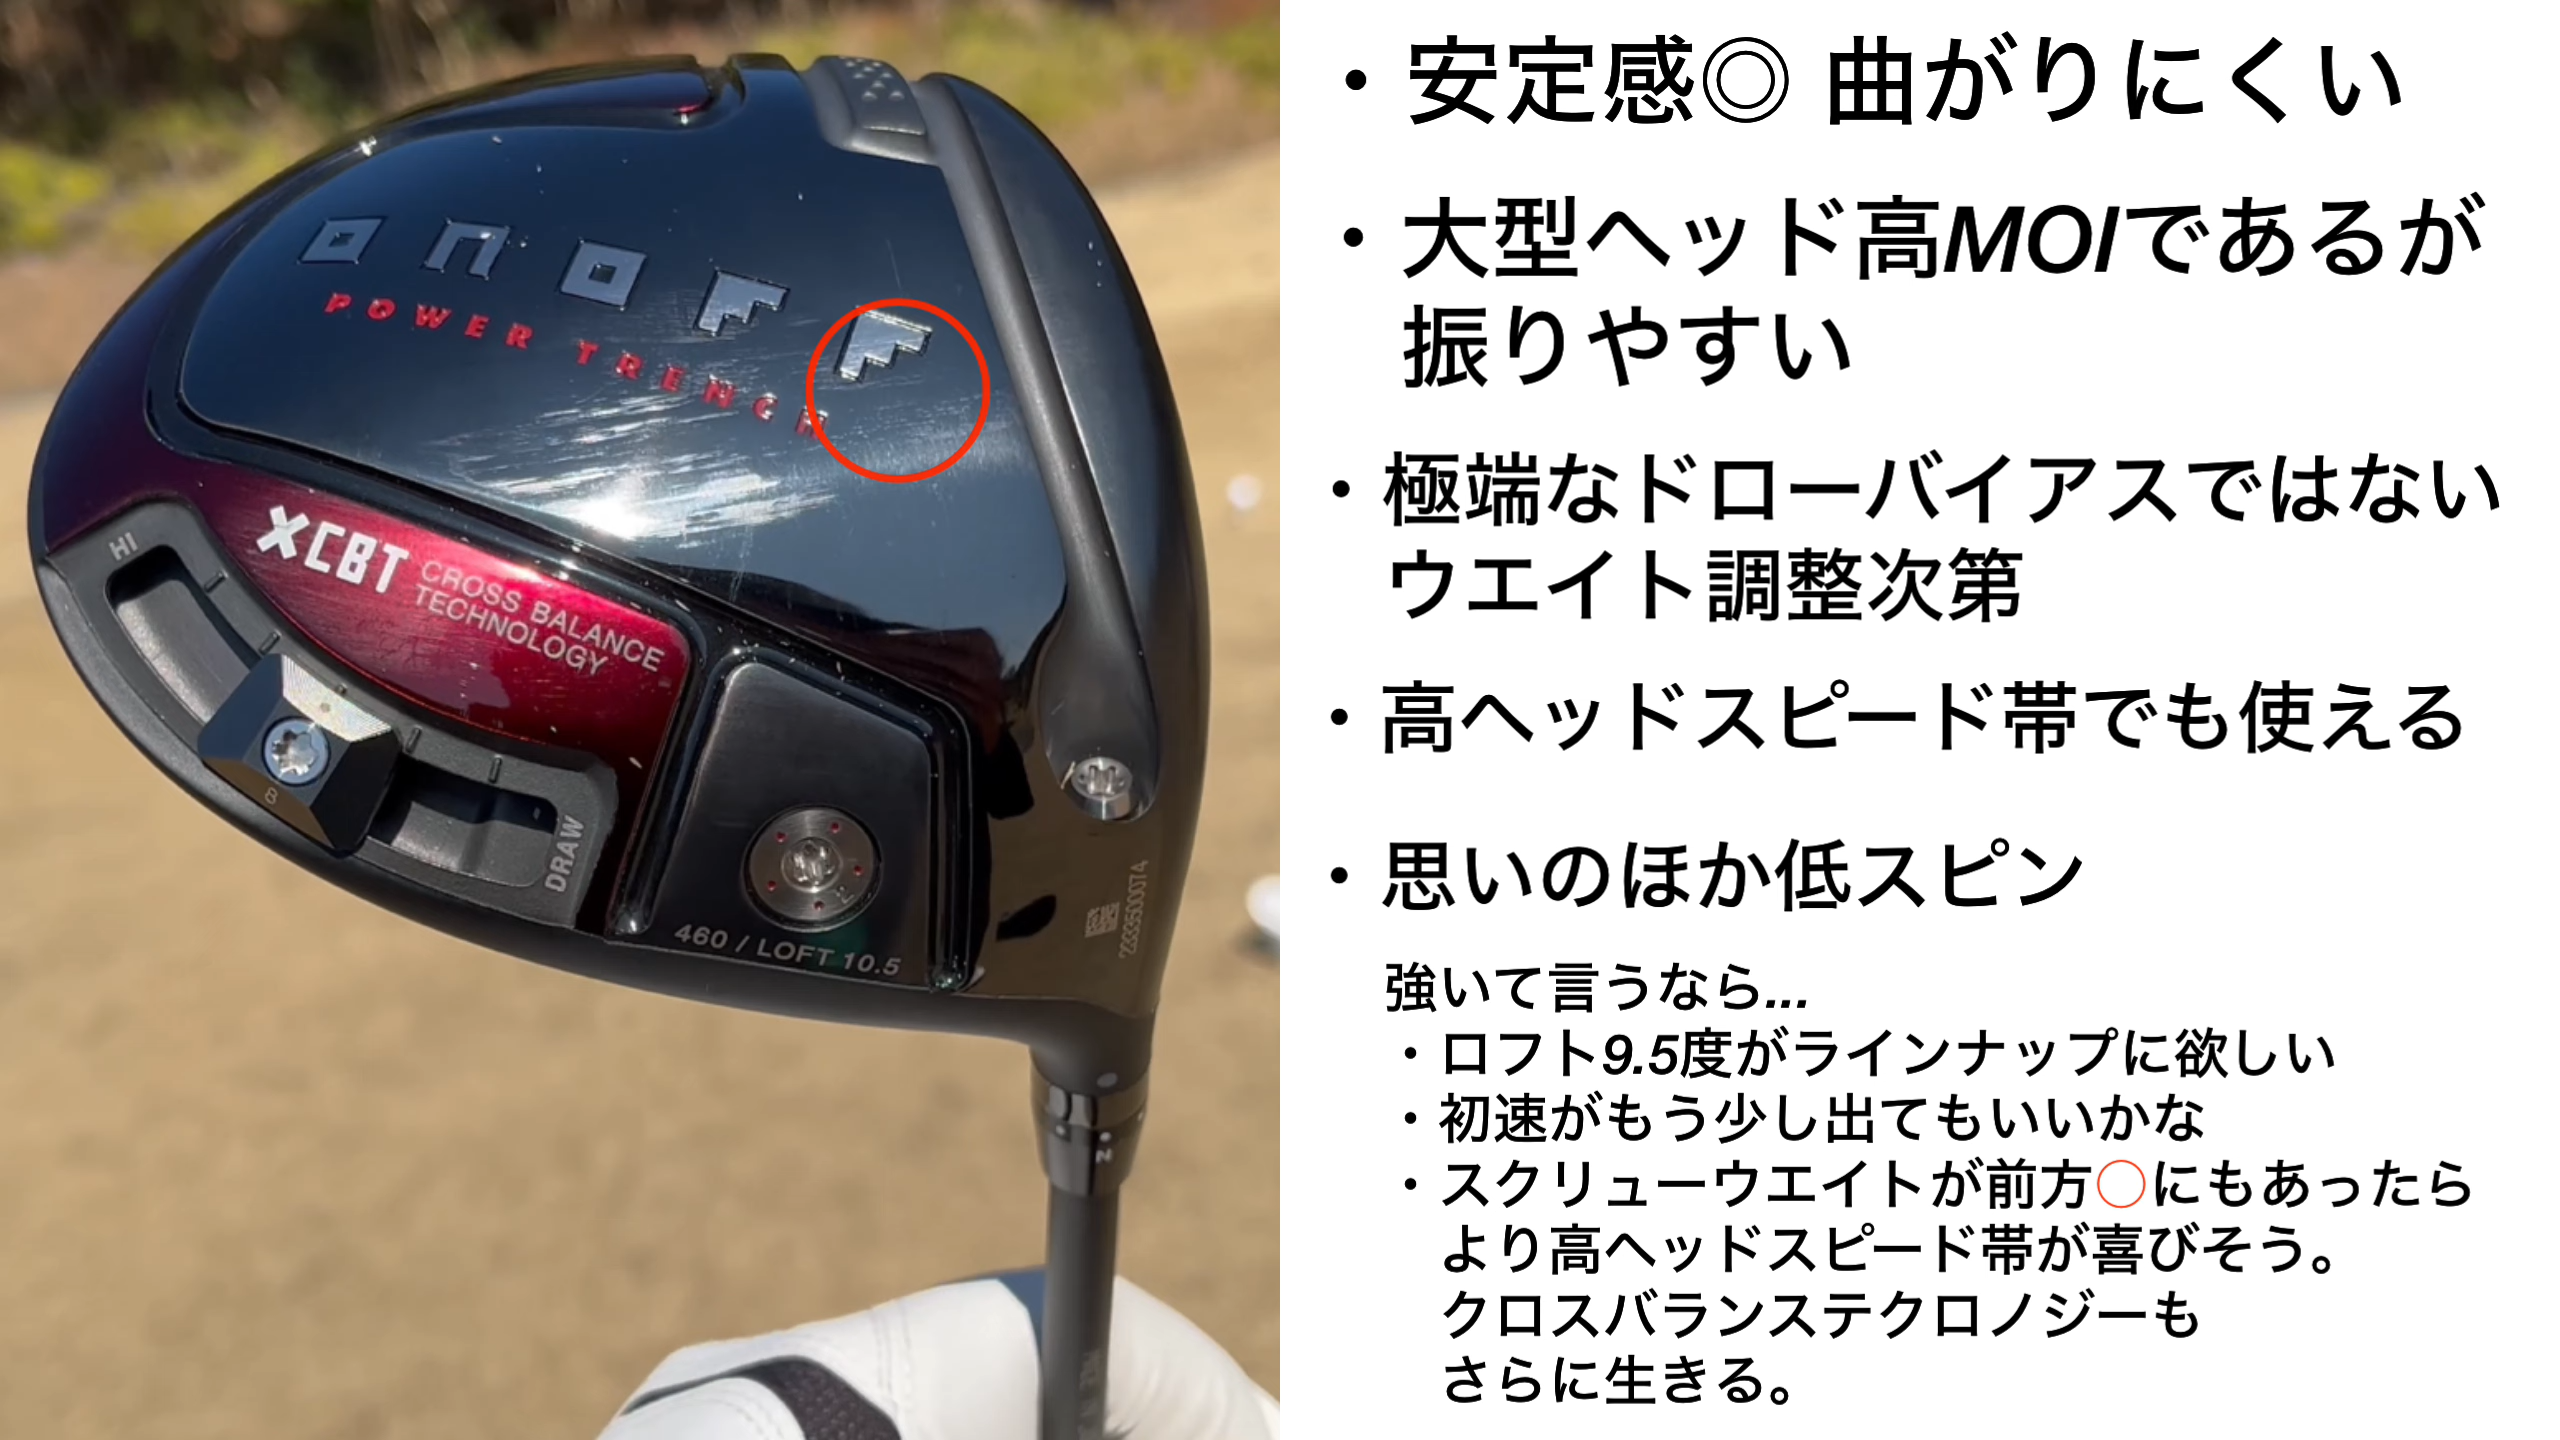 onoff
POWER TRENCH
HI
XCBT
CROSS BALANCE
TECHNOLOGY
8
DRAW
460 / LOFT 10.5
2233500074
N
・安定感◎ 曲がりにくい
・大型ヘッド高MOIであるが
振りやすい
・極端なドローバイアスではない
ウエイト調整次第
・高ヘッドスピード帯でも使える
・思いのほか低スピン
強いて言うなら...
・ロフト9.5度がラインナップに欲しい
・初速がもう少し出てもいいかな
・スクリューウエイトが前方○にもあったら
より高ヘッドスピード帯が喜びそう。
クロスバランステクロノジーも
さらに生きる。